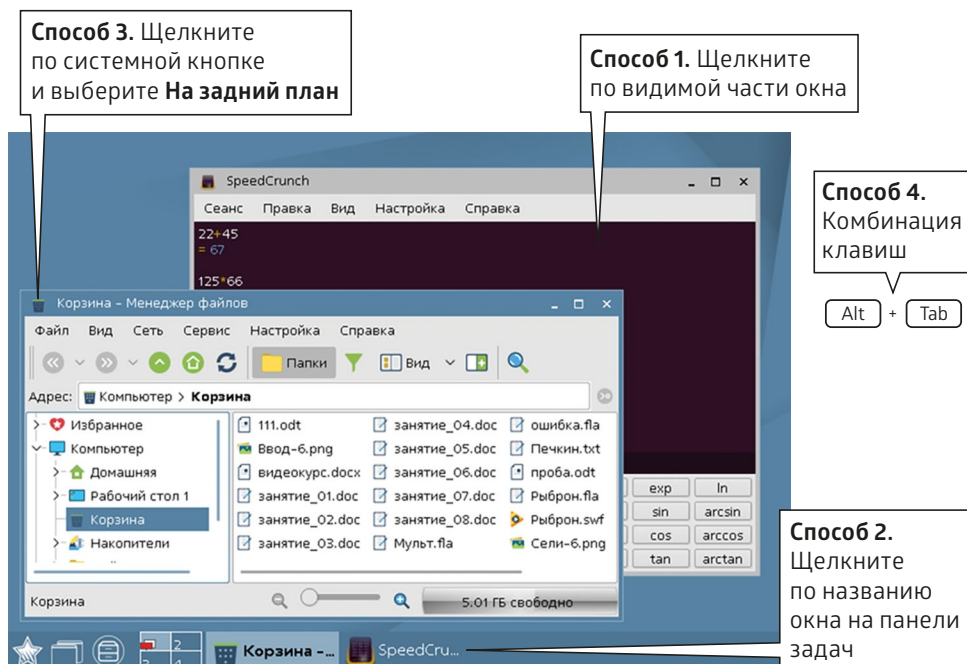 Способ 3. Щелкните
по системной кнопке
и выберите На задний план
Способ 1. Щелкните
по видимой части окна
SpeedCrunch
Сеанс Правка Вид Настройка Справка
22+45
= 67
125*66
Способ 4.
Комбинация
клавиш
Alt + Tab
Корзина – Менеджер файлов
Файл Вид Сеть Сервис Настройка Справка
Папки Вид
Адрес: Компьютер > Корзина
Избранное
Компьютер
Домашняя
Рабочий стол 1
Корзина
Накопители
111.odt занятие_04.doc ошибка.fla
Ввод-6.png занятие_05.doc Печкин.txt
видеокурс.docx занятие_06.doc проба.odt
занятие_01.doc занятие_07.doc Рыброн.fla
занятие_02.doc занятие_08.doc Рыброн.swf
занятие_03.doc Мульт.fla Сели-6.png
exp ln
sin arcsin
cos arccos
tan arctan
Корзина 5.01 ГБ свободно
Способ 2.
Щелкните
по названию
окна на панели
задач
2
3 4
Корзина –... SpeedCru...